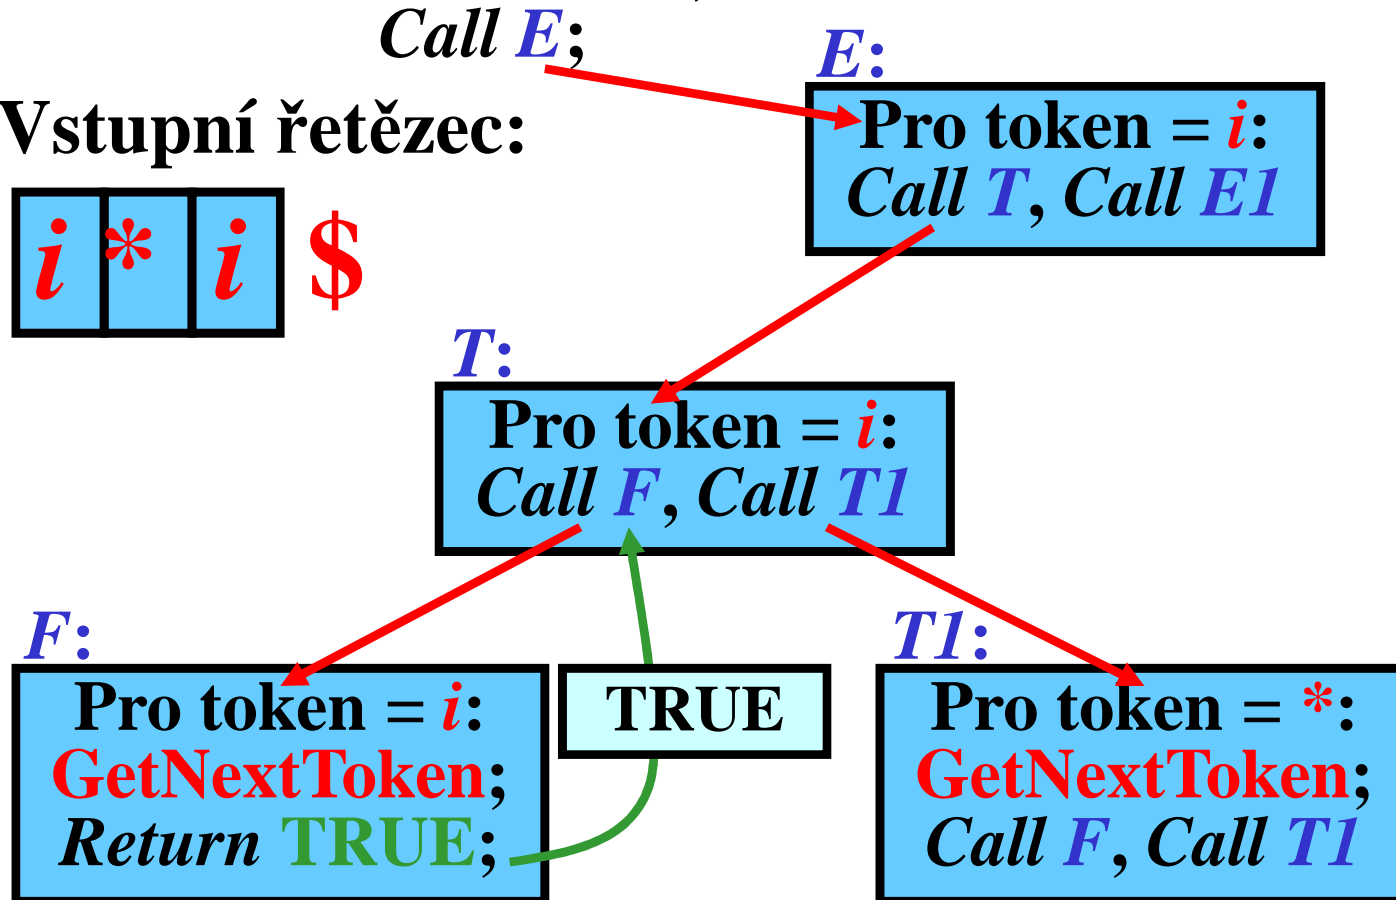 Call E;
E:
Pro token = i:
Call T, Call E1
Vstupní řetězec:
i * i $
T:
Pro token = i:
Call F, Call T1
F:
Pro token = i:
GetNextToken;
Return TRUE;
TRUE
T1:
Pro token = *:
GetNextToken;
Call F, Call T1